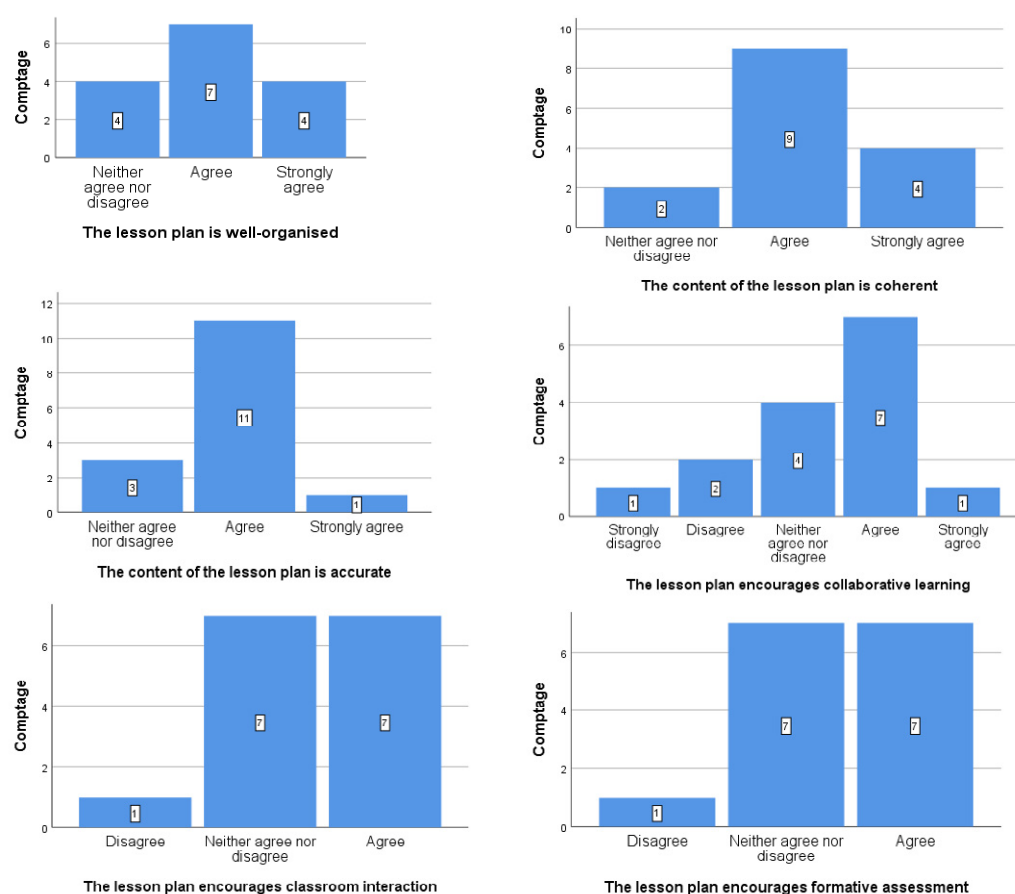 Comptage
6
4
2
0
4
7
4
Neither
agree nor
disagree
Agree
Strongly
agree
The lesson plan is well-organised
Comptage
10
8
6
4
2
0
2
9
4
Neither agree nor
disagree
Agree
Strongly agree
The content of the lesson plan is coherent
Comptage
12
10
8
6
4
2
0
3
11
1
Neither agree
nor disagree
Agree
Strongly agree
The content of the lesson plan is accurate
Comptage
6
4
2
0
1
2
4
7
1
Strongly
disagree
Disagree
Neither
agree nor
disagree
Agree
Strongly
agree
The lesson plan encourages collaborative learning
Comptage
6
4
2
0
1
7
7
Disagree
Neither agree nor
disagree
Agree
The lesson plan encourages classroom interaction
Comptage
6
4
2
0
1
7
7
Disagree
Neither agree nor
disagree
Agree
The lesson plan encourages formative assessment